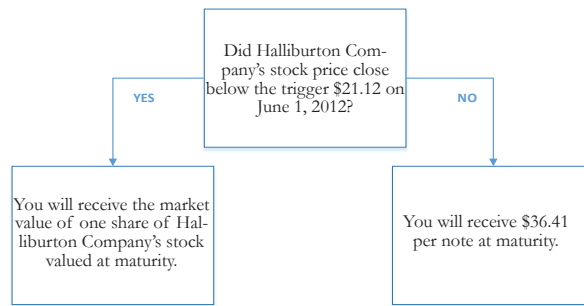 Did Halliburton Com-
pany's stock price close
below the trigger $21.12 on
June 1, 2012?
YES
NO
You will receive the market
value of one share of Hal-
liburton Company's stock
valued at maturity.
You will receive $36.41
per note at maturity.